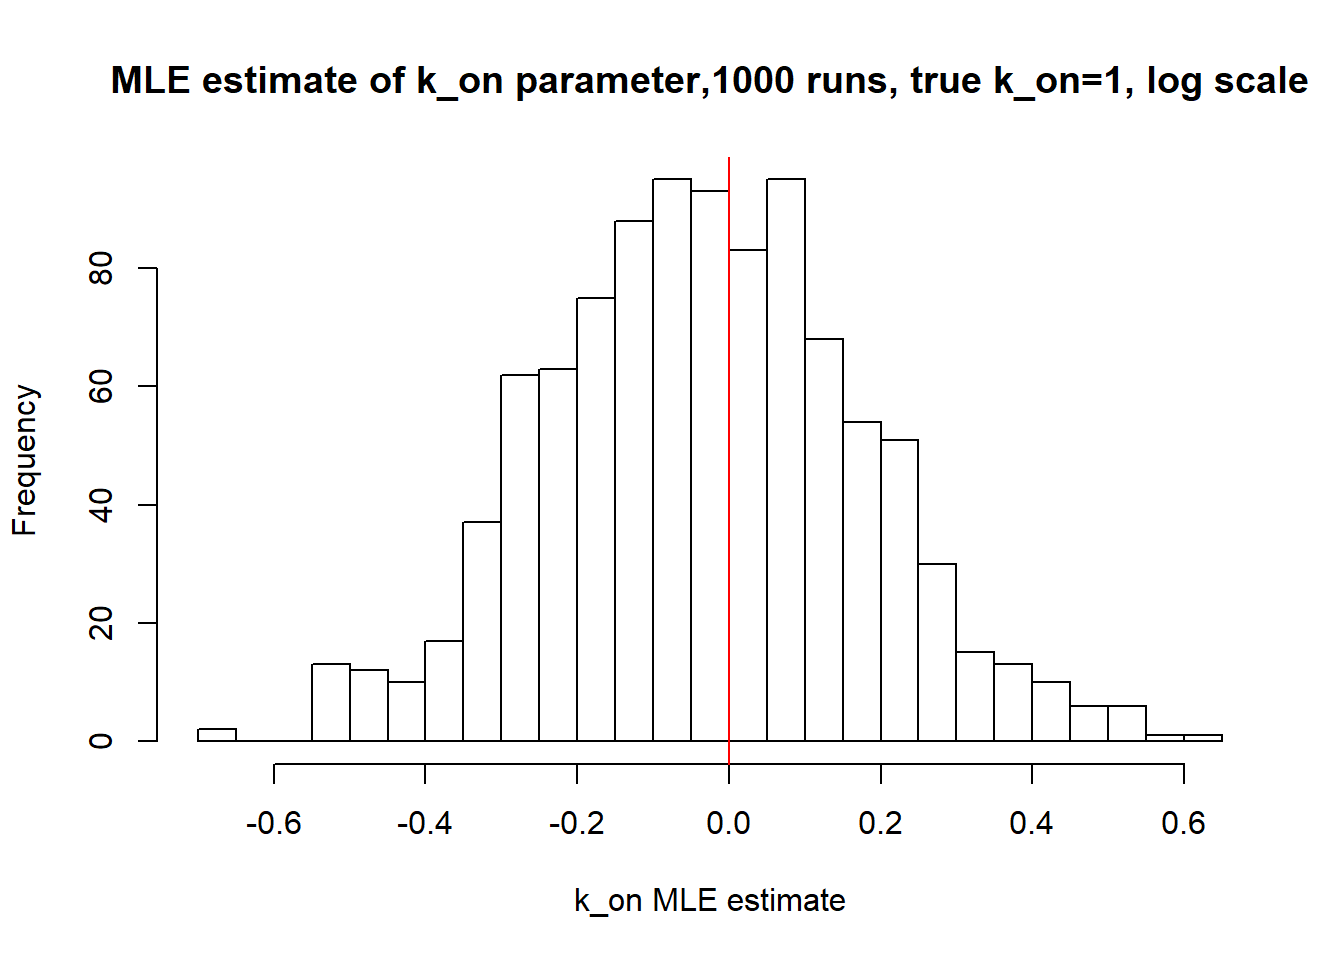 MLE estimate of k_on parameter,1000 runs, true k_on=1, log scale
Frequency
80
60
40
20
0
-0.6 -0.4 -0.2 0.0 0.2 0.4 0.6
k_on MLE estimate